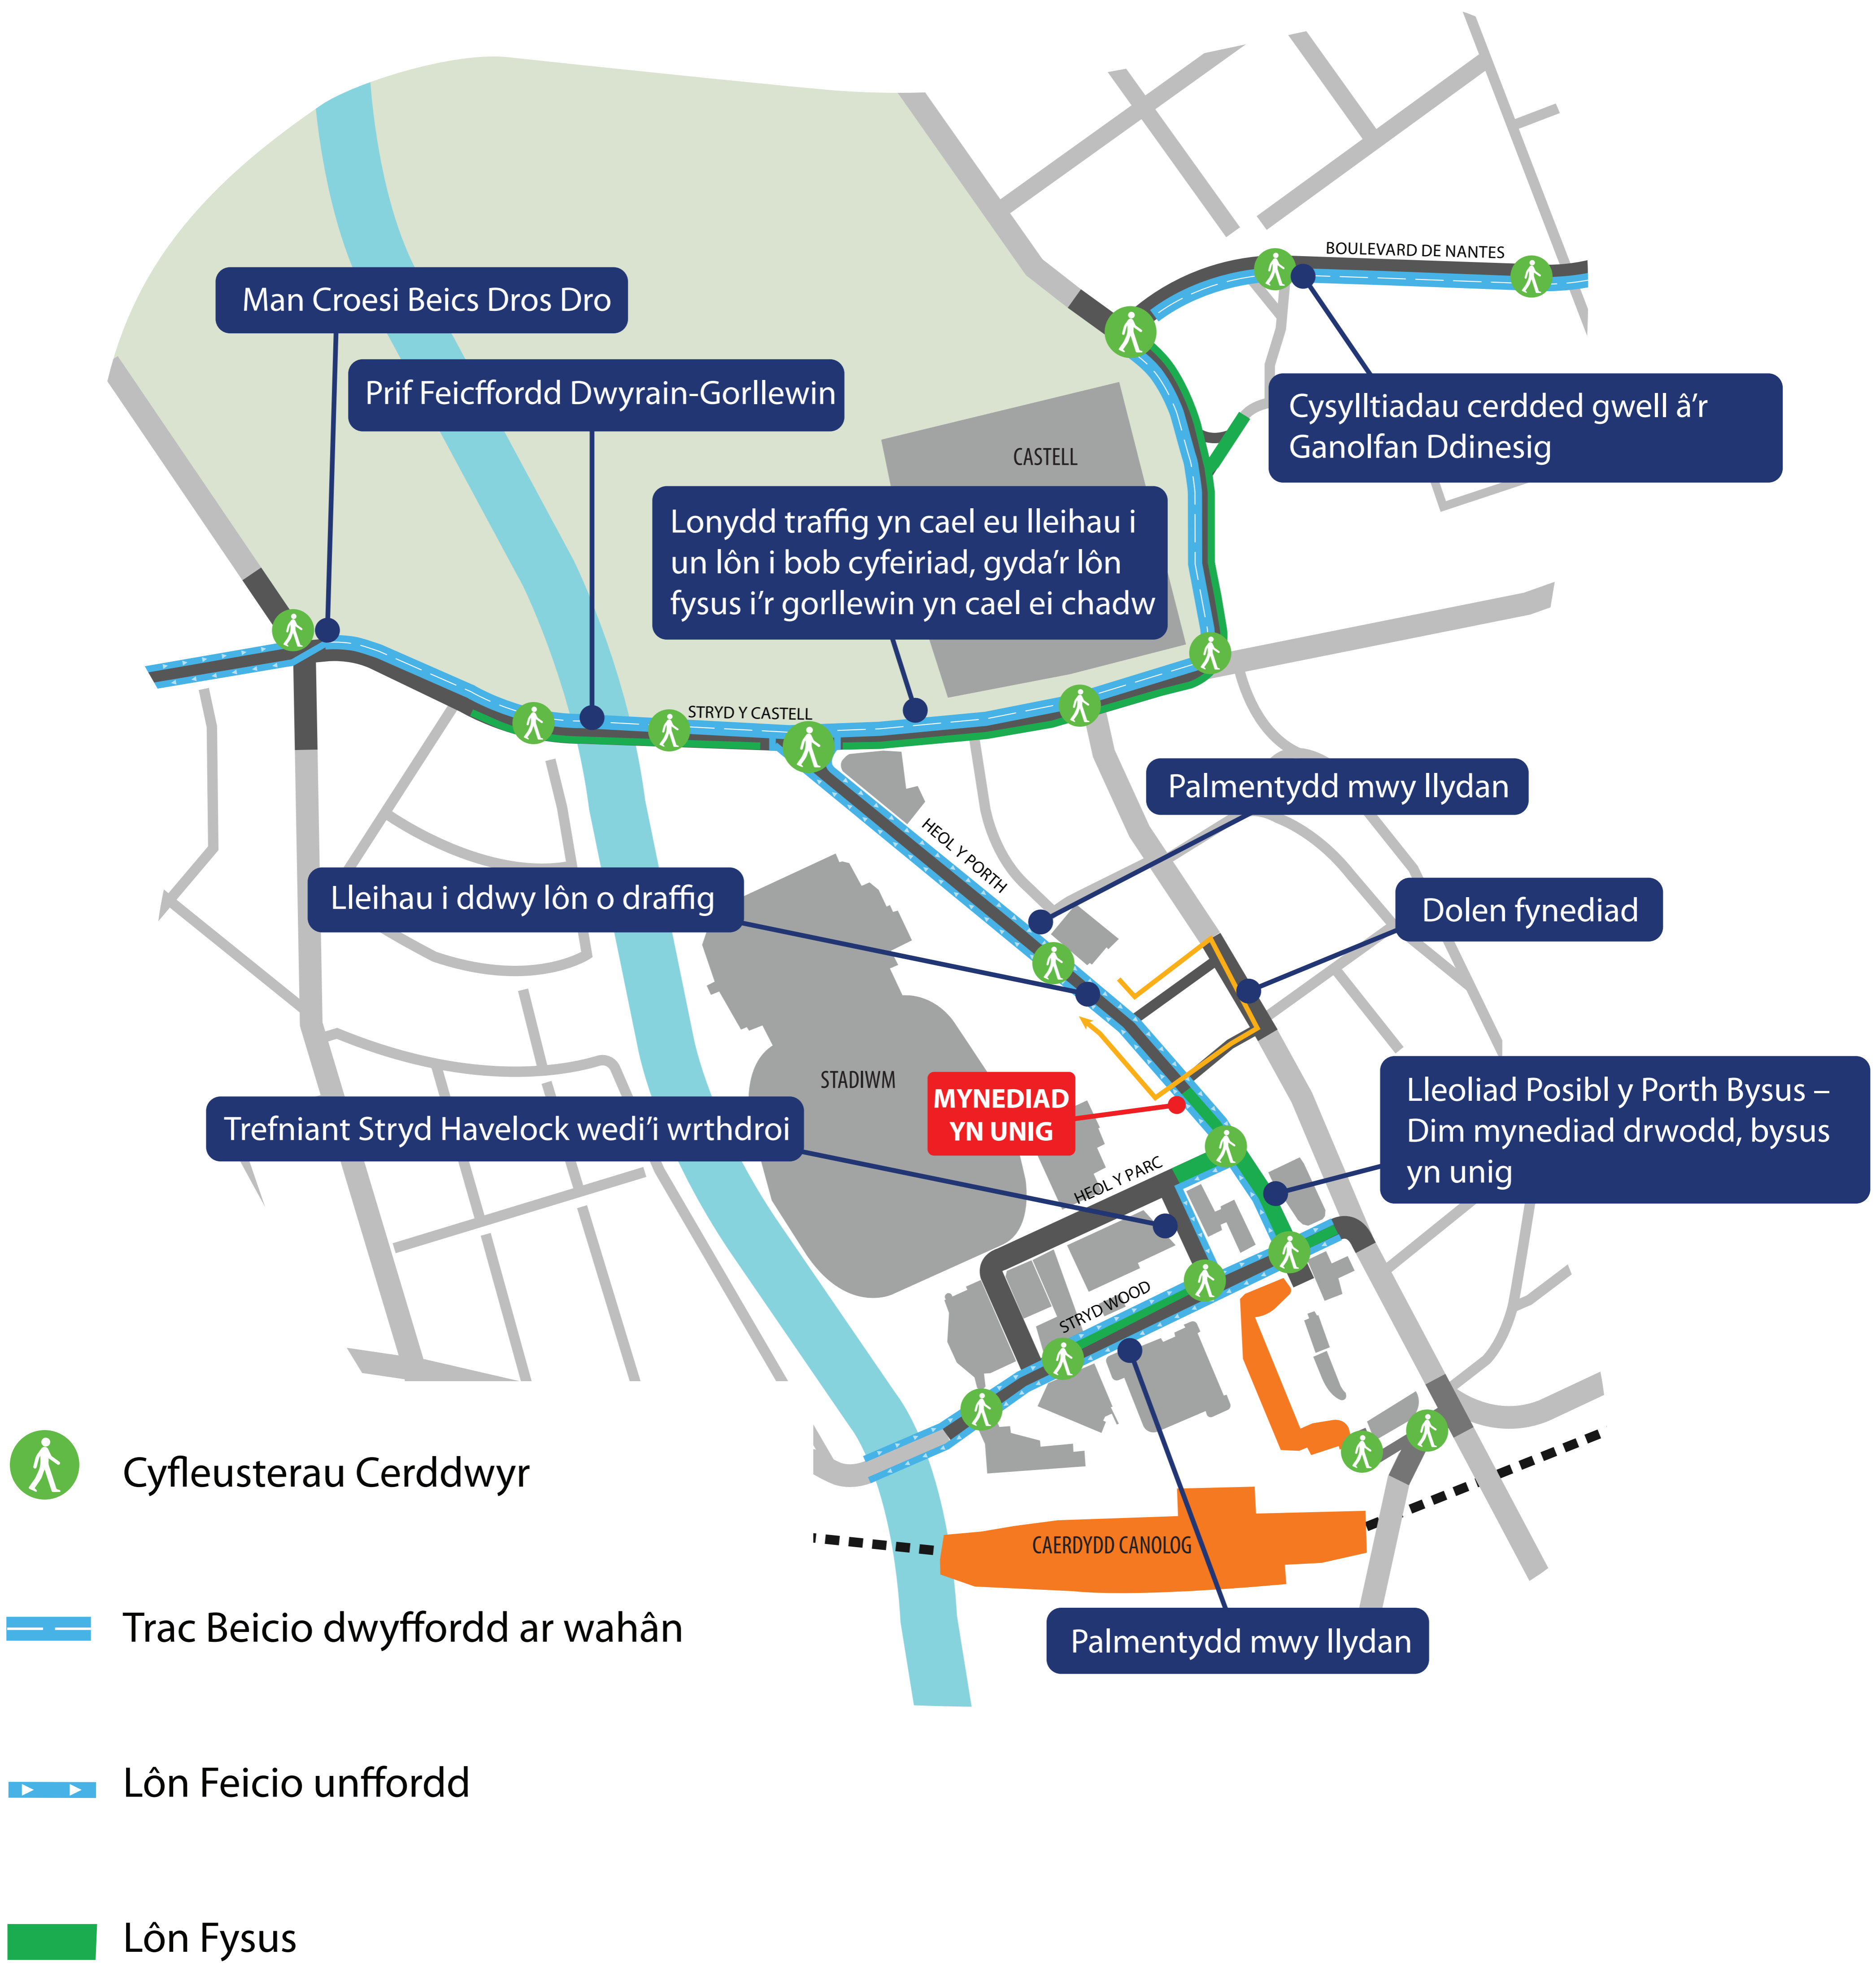 BOULEVARD DE NANTES
Man Croesi Beics Dros Dro
Prif Feicffordd Dwyrain-Gorllewin
Cysylltiadau cerdded gwell â’r
Ganolfan Ddinesig
CASTELL
Lonydd traffig yn cael eu lleihau i
un lôn i bob cyfeiriad, gyda’r lôn
fysus i’r gorllewin yn cael ei chadw
STRYD Y CASTELL
Palmentydd mwy llydan
HEOL Y PORTH
Lleihau i ddwy lôn o draffig
Dolen fynediad
STADIWM
MYNEDIAD
YN UNIG
Lleoliad Posibl y Porth Bysus –
Dim mynediad drwodd, bysus
yn unig
Trefniant Stryd Havelock wedi’i wrthdroi
HEOL Y PARC
STRYD WOOD
CAERDYDD CANOLOG
Palmentydd mwy llydan
Cyfleusterau Cerddwyr
Trac Beicio dwyffordd ar wahân
Lôn Feicio unffordd
Lôn Fysus